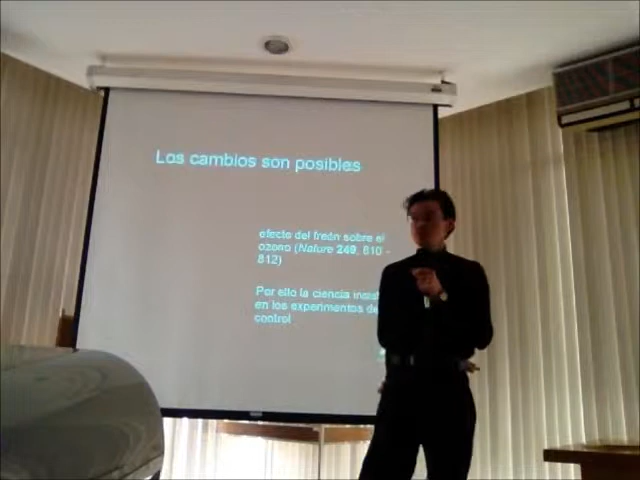 Los cambios son posibles
efecto del freón sobre el
ozono (Nature 249, 810 -
812)
Por ello la ciencia
en los experimentos de
control